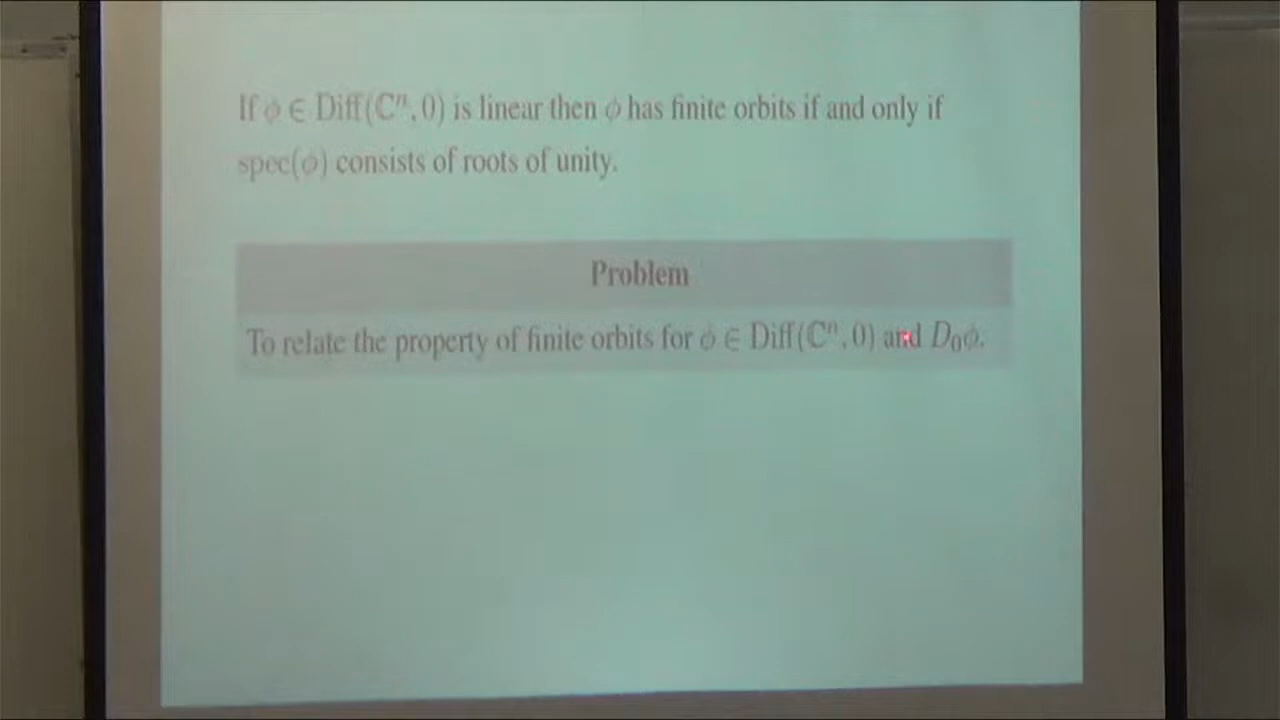 If ϕ ∈ Diff(ℂⁿ, 0) is linear then ϕ has finite orbits if and only if
spec(ϕ) consists of roots of unity.
Problem
To relate the property of finite orbits for ϕ ∈ Diff(ℂⁿ, 0) and D₀ϕ.